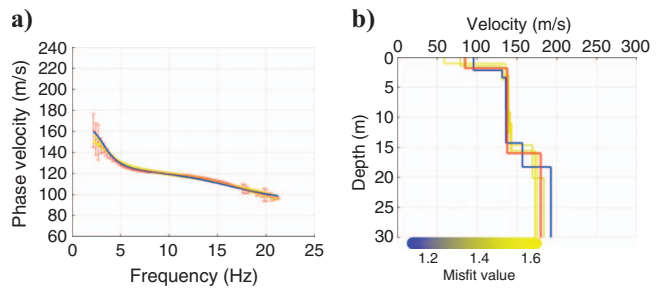 a)
240
220
200
180
160
140
120
100
80
60
Phase velocity (m/s)
0 5 10 15 20 25
Frequency (Hz)
b)
Velocity (m/s)
0 50 100 150 200 250 300
0
5
10
15
20
25
30
Depth (m)
1.2 1.4 1.6
Misfit value